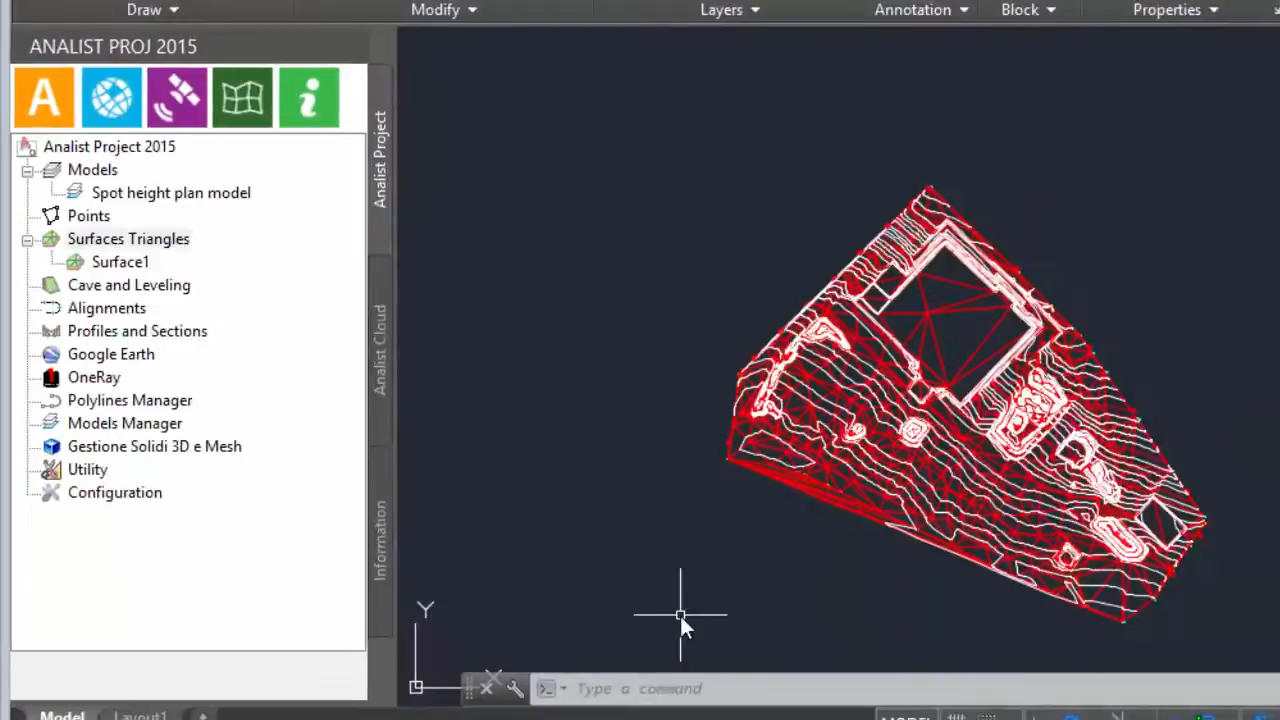 Draw Modify Layers Annotation Block Properties
ANALIST PROJ 2015
A i
Analist Project 2015
Models
Spot height plan model
Points
Surfaces Triangles
Surface1
Cave and Leveling
Alignments
Profiles and Sections
Google Earth
OneRay
Polylines Manager
Models Manager
Gestione Solidi 3D e Mesh
Utility
Configuration
Analist Project
Analist Cloud
Information
Y
X
Type a command
Model Layout1 +
MODEL